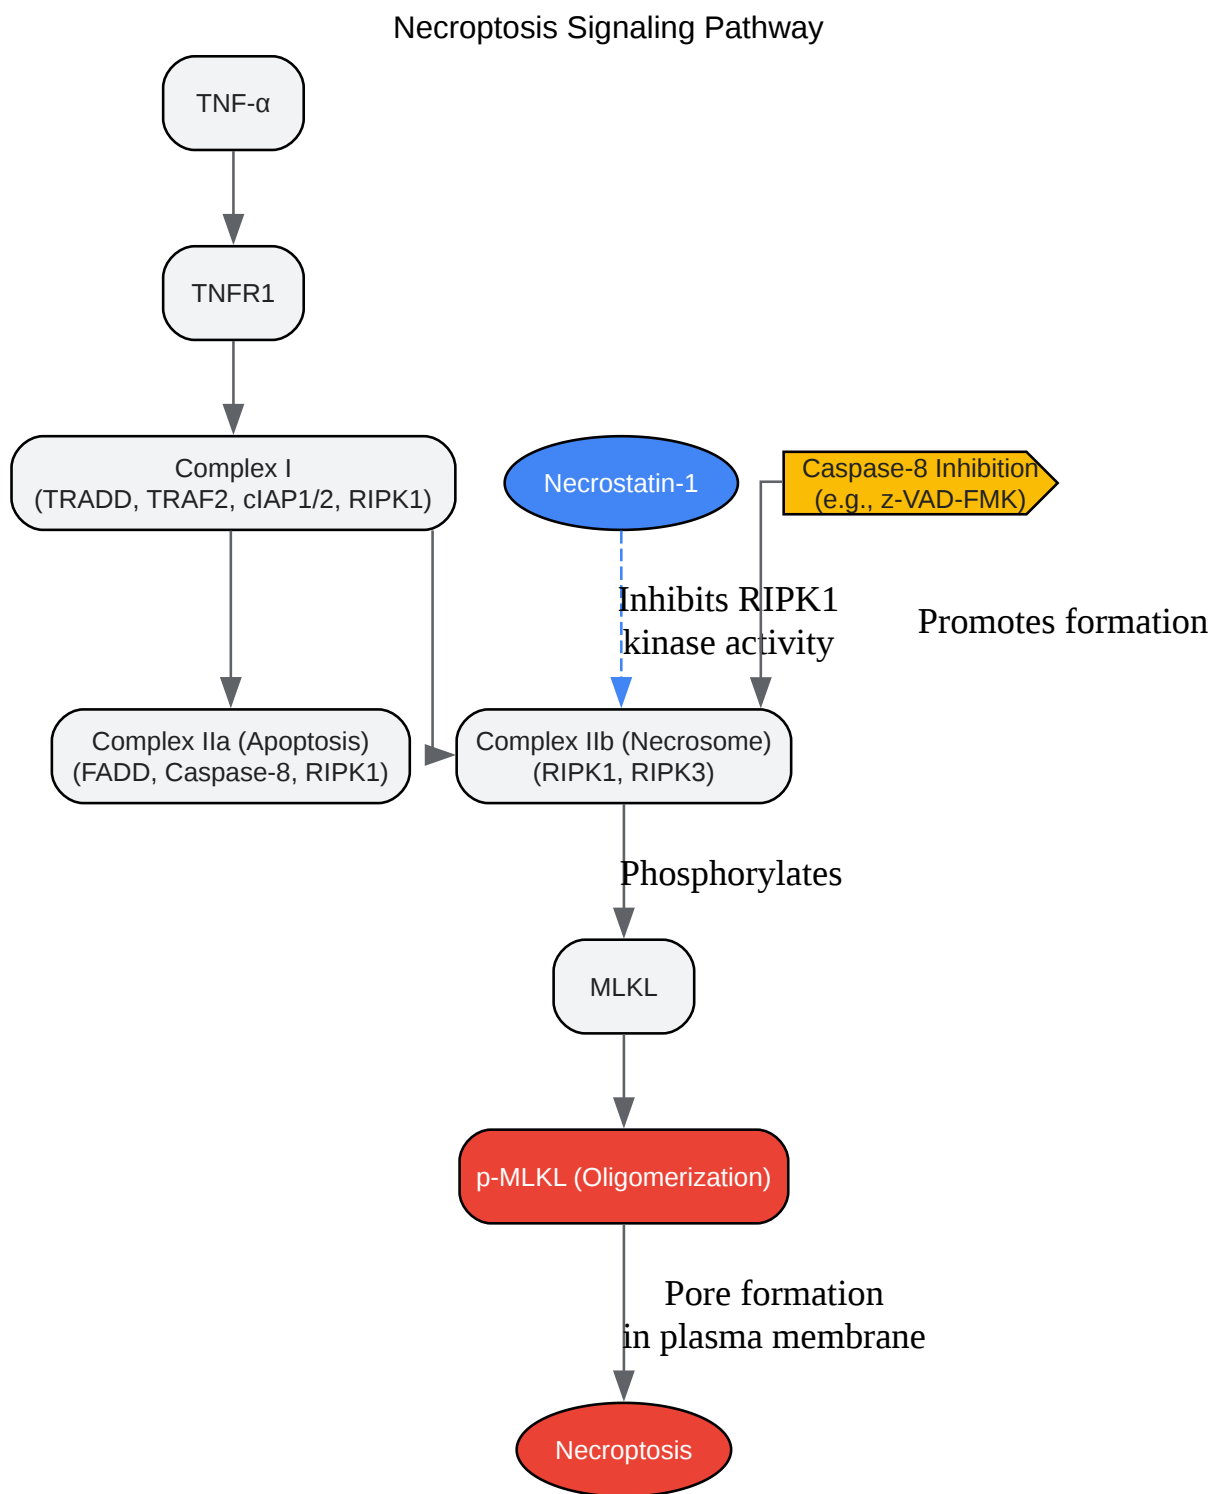 Necroptosis Signaling Pathway
TNF-α
TNFR1
Complex I
(TRADD, TRAF2, cIAP1/2, RIPK1)
Necrostatin-1
Caspase-8 Inhibition
(e.g., z-VAD-FMK)
Inhibits RIPK1
kinase activity
Promotes formation
Complex IIa (Apoptosis)
(FADD, Caspase-8, RIPK1)
Complex IIb (Necrosome)
(RIPK1, RIPK3)
Phosphorylates
MLKL
p-MLKL (Oligomerization)
Pore formation
in plasma membrane
Necroptosis